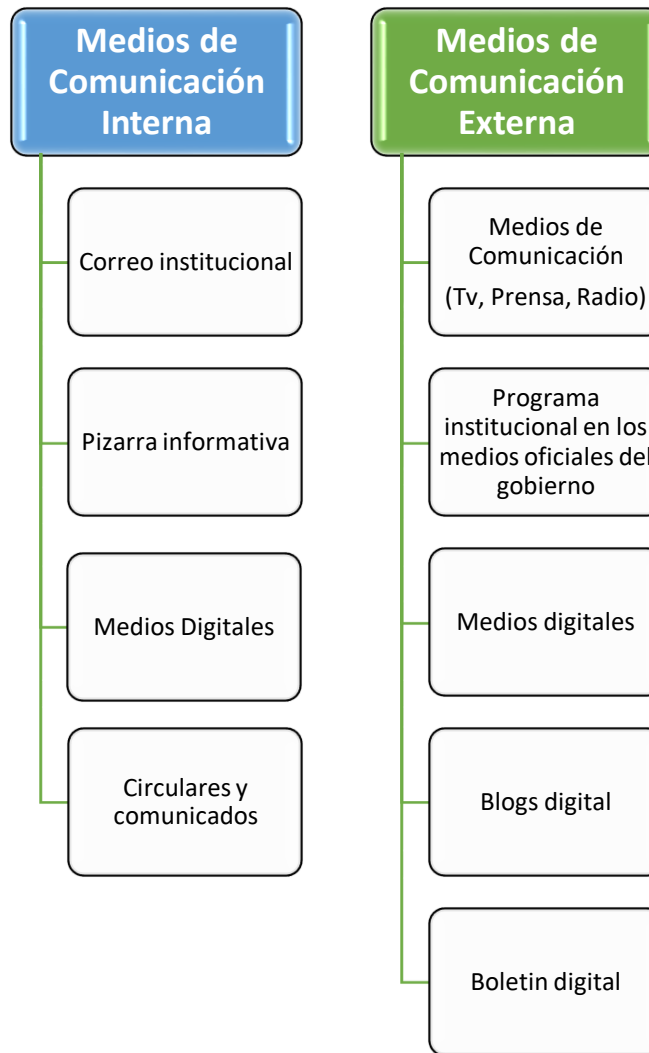 Medios de
Comunicación
Interna
Correo institucional
Pizarra informativa
Medios Digitales
Circulares y
comunicados
Medios de
Comunicación
Externa
Medios de
Comunicación
(Tv, Prensa, Radio)
Programa
institucional en los
medios oficiales del
gobierno
Medios digitales
Blogs digital
Boletin digital